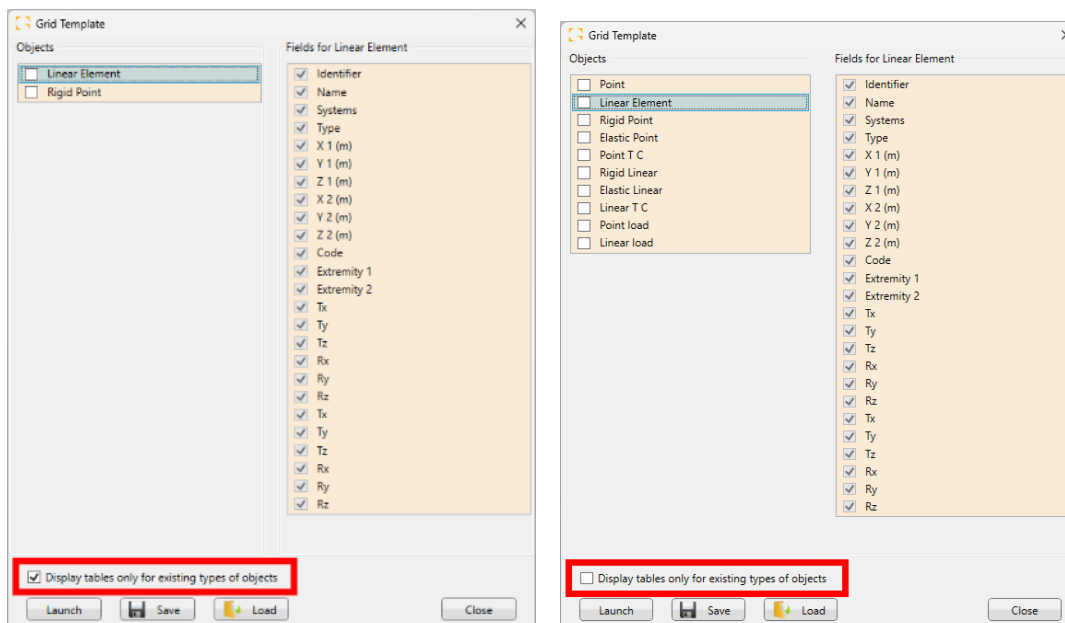 Grid Template
Objects
Linear Element
Rigid Point
Fields for Linear Element
Identifier
Name
Systems
Type
X 1 (m)
Y 1 (m)
Z 1 (m)
X 2 (m)
Y 2 (m)
Z 2 (m)
Code
Extremity 1
Extremity 2
Tx
Ty
Tz
Rx
Ry
Rz
Tx
Ty
Tz
Rx
Ry
Rz
Display tables only for existing types of objects
Launch Save Load Close
Grid Template
Objects
Point
Linear Element
Rigid Point
Elastic Point
Point T C
Rigid Linear
Elastic Linear
Linear T C
Point load
Linear load
Fields for Linear Element
Identifier
Name
Systems
Type
X 1 (m)
Y 1 (m)
Z 1 (m)
X 2 (m)
Y 2 (m)
Z 2 (m)
Code
Extremity 1
Extremity 2
Tx
Ty
Tz
Rx
Ry
Rz
Tx
Ty
Tz
Rx
Ry
Rz
Display tables only for existing types of objects
Launch Save Load Close